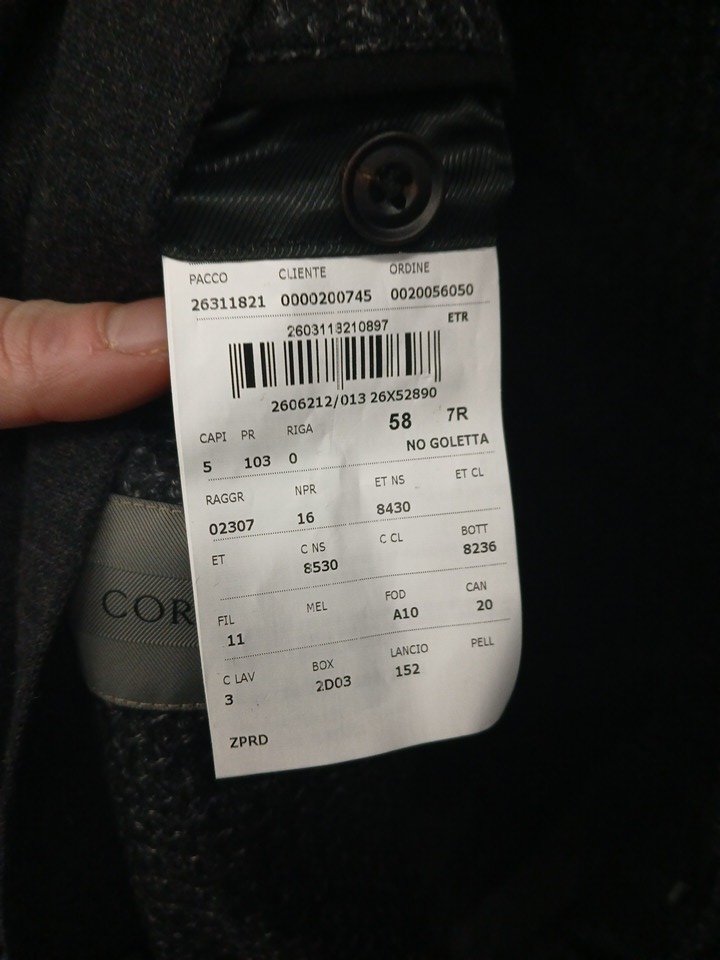 PACCO CLIENTE ORDINE
26311821 0000200745 0020056050
2603113210897 ETR
2606212/013 26X52890
CAPI PR RIGA 58 7R
5 103 0 NO GOLETTA
RAGGR NPR ET NS ET CL
02307 16 8430
ET C NS C CL BOTT
8530 8236
FIL MEL FOD CAN
11 A10 20
C LAV BOX LANCIO PELL
3 2D03 152
ZPRD
COR